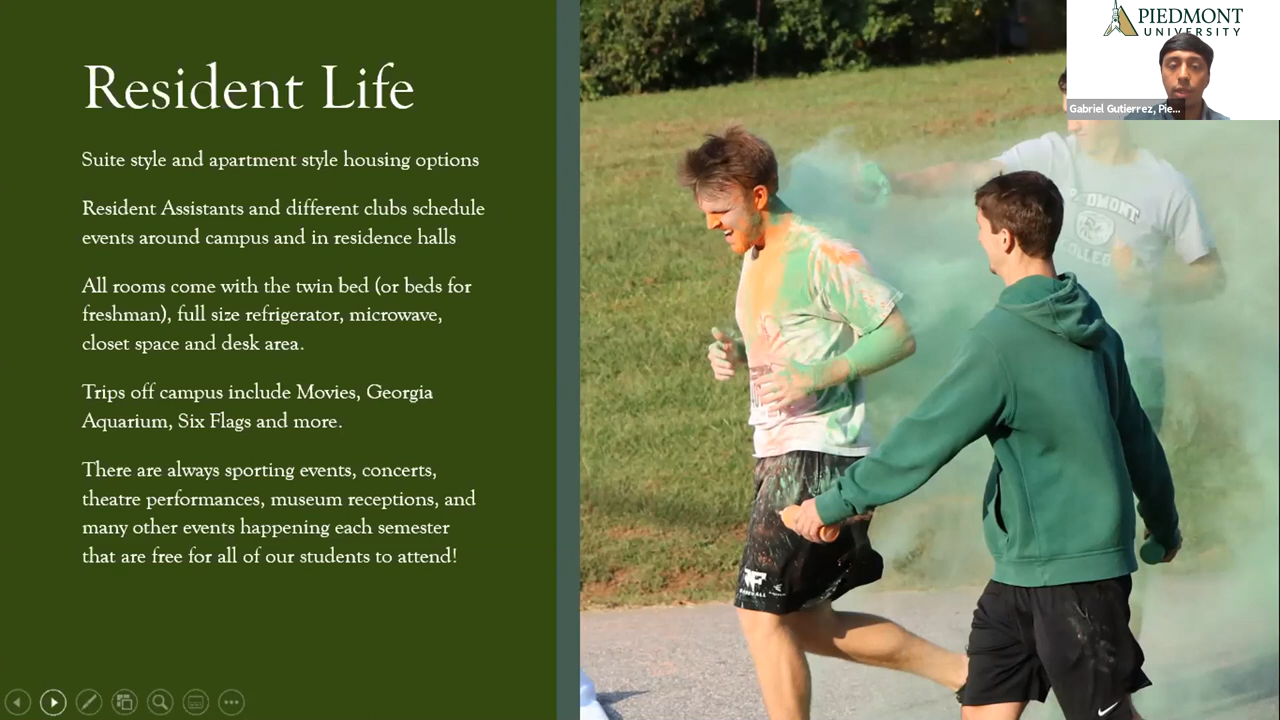 Resident Life
Suite style and apartment style housing options
Resident Assistants and different clubs schedule
events around campus and in residence halls
All rooms come with the twin bed (or beds for
freshman), full size refrigerator, microwave,
closet space and desk area.
Trips off campus include Movies, Georgia
Aquarium, Six Flags and more.
There are always sporting events, concerts,
theatre performances, museum receptions, and
many other events happening each semester
that are free for all of our students to attend!
PIEDMONT
UNIVERSITY
Gabriel Gutierrez, Pie...